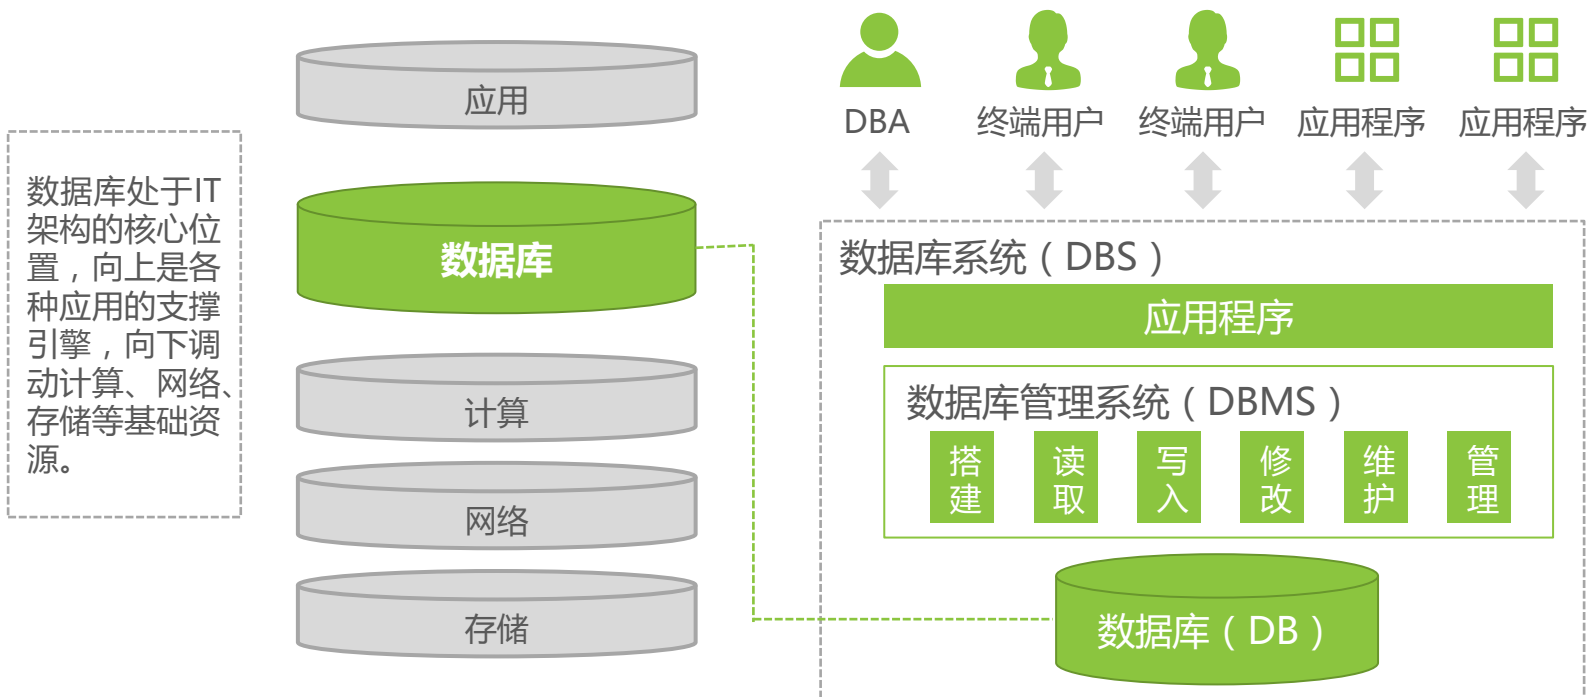 数据库处于IT
架构的核心位
置，向上是各
种应用的支撑
引擎，向下调
动计算、网络、
存储等基础资
源。
应用
数据库
计算
网络
存储
DBA
终端用户
终端用户
应用程序
应用程序
数据库系统（DBS）
应用程序
数据库管理系统（DBMS）
搭建
读取
写入
修改
维护
管理
数据库（DB）